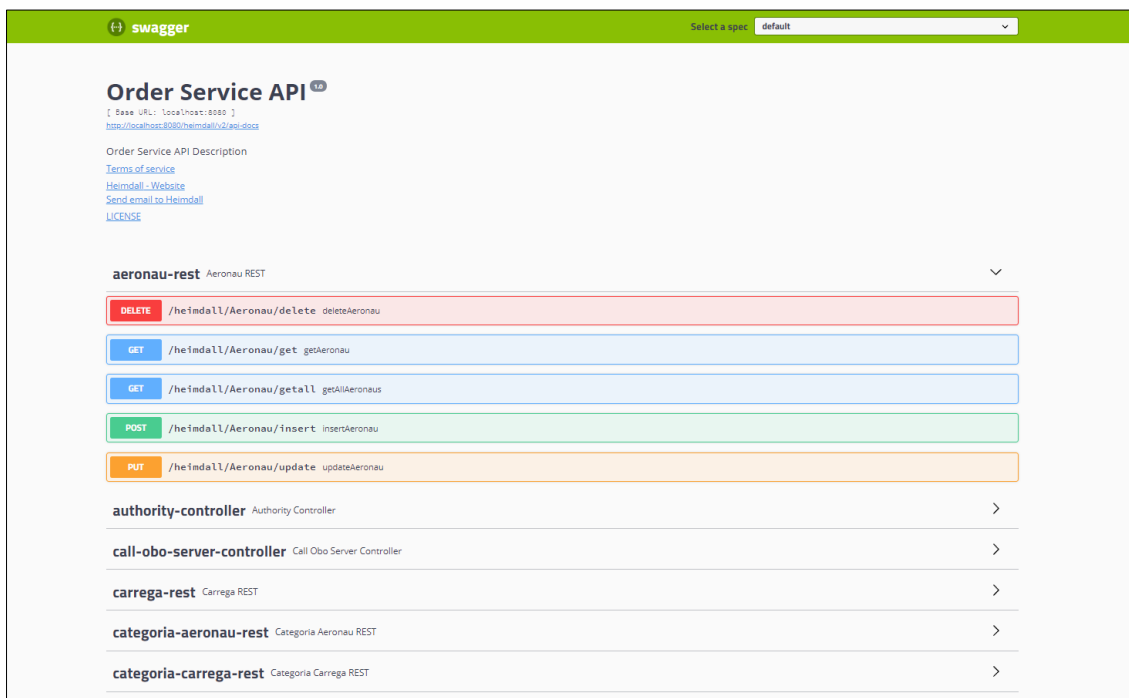 swagger
Select a spec default
Order Service API 1.0
[ Base URL: localhost:8080 ]
http://localhost:8080/heimdall/v2/api-docs
Order Service API Description
Terms of service
Heimdall - Website
Send email to Heimdall
LICENSE
aeronau-rest Aeronau REST
DELETE /heimdall/Aeronau/delete deleteAeronau
GET /heimdall/Aeronau/get getAeronau
GET /heimdall/Aeronau/getall getAllAeronaus
POST /heimdall/Aeronau/insert insertAeronau
PUT /heimdall/Aeronau/update updateAeronau
authority-controller Authority Controller
call-obo-server-controller Call Obo Server Controller
carrega-rest Carrega REST
categoria-aeronau-rest Categoria Aeronau REST
categoria-carrega-rest Categoria Carrega REST